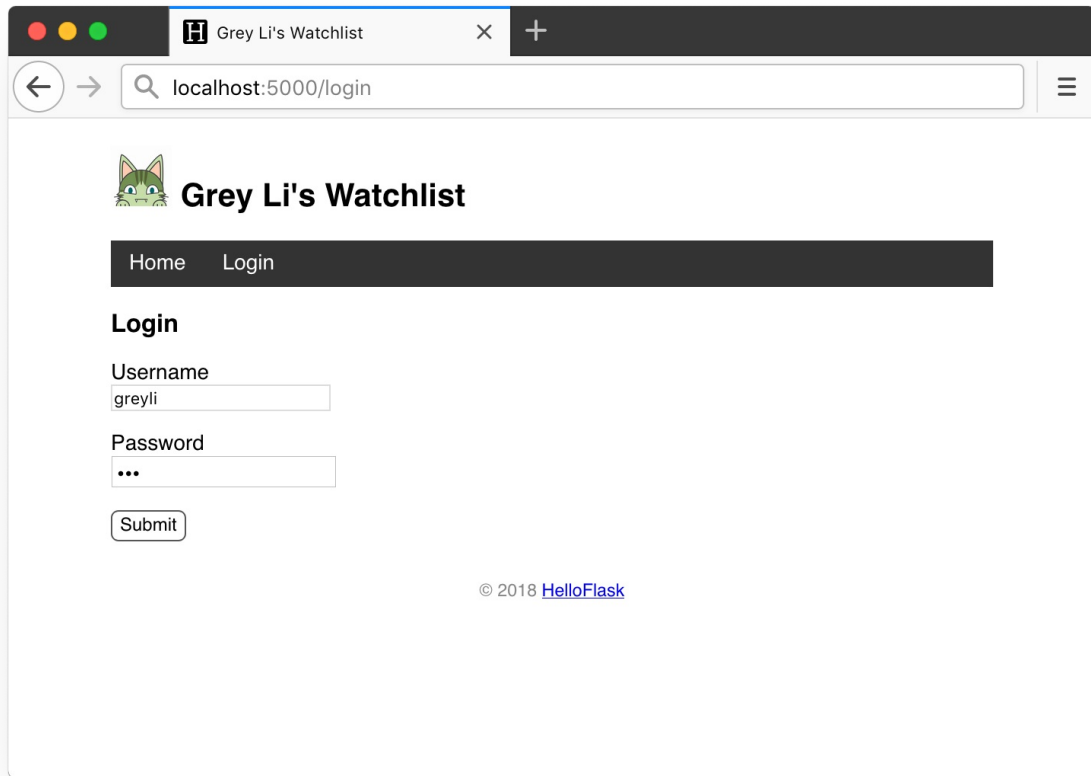 H Grey Li's Watchlist
localhost:5000/login
Grey Li's Watchlist
Home Login
Login
Username
greyli
Password
•••
Submit
© 2018 HelloFlask